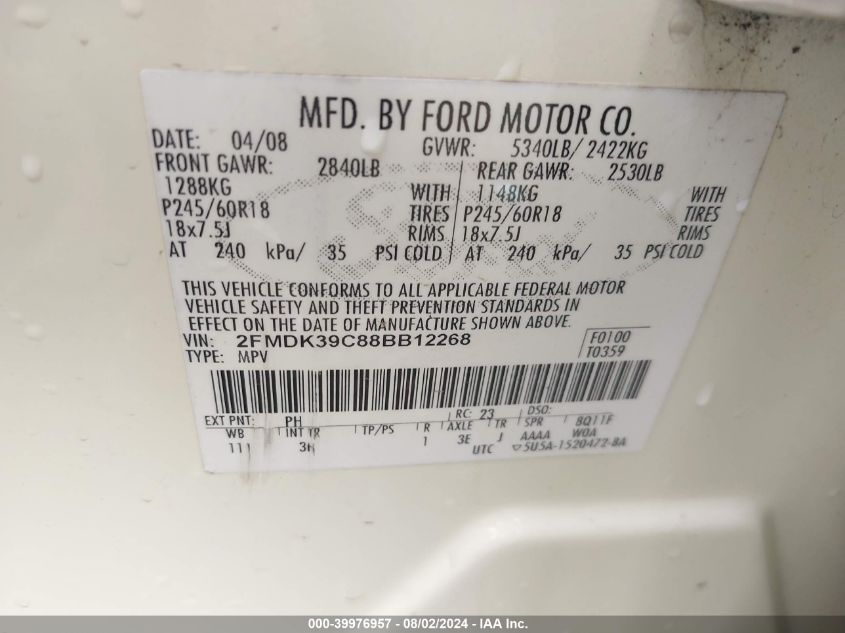 MFD. BY FORD MOTOR CO.
DATE: 04/08 GVWR: 5340LB/ 2422KG
FRONT GAWR: 2840LB REAR GAWR: 2530LB
1288KG WITH 1148KG WITH
P245/60R18 TIRES P245/60R18 TIRES
18x7.5J RIMS 18x7.5J RIMS
AT 240 kPa/ 35 PSI COLD AT 240 kPa/ 35 PSI COLD
THIS VEHICLE CONFORMS TO ALL APPLICABLE FEDERAL MOTOR
VEHICLE SAFETY AND THEFT PREVENTION STANDARDS IN
EFFECT ON THE DATE OF MANUFACTURE SHOWN ABOVE.
VIN: 2FMDK39C88BB12268 F0100
TYPE: MPV T0359
EXT PNT: PH RC: 23 DSO:
WB INT TR TP/PS R AXLE TR SPR 8Q11F
111 3H 1 3E J AAAA W0A
UTC 5U5A-1520472-BA
000-39976957 - 08/02/2024 - IAAI Inc.